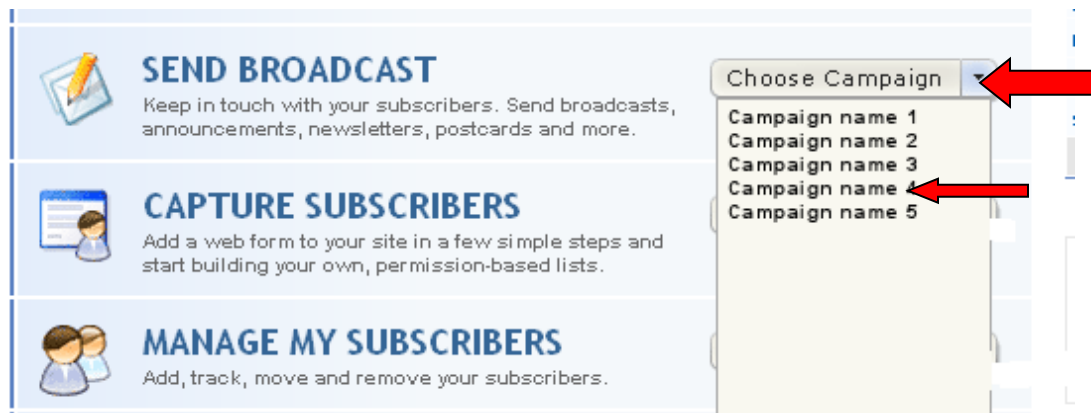 SEND BROADCAST
Keep in touch with your subscribers. Send broadcasts,
announcements, newsletters, postcards and more.
Choose Campaign
Campaign name 1
Campaign name 2
Campaign name 3
Campaign name 4
Campaign name 5
CAPTURE SUBSCRIBERS
Add a web form to your site in a few simple steps and
start building your own, permission-based lists.
MANAGE MY SUBSCRIBERS
Add, track, move and remove your subscribers.